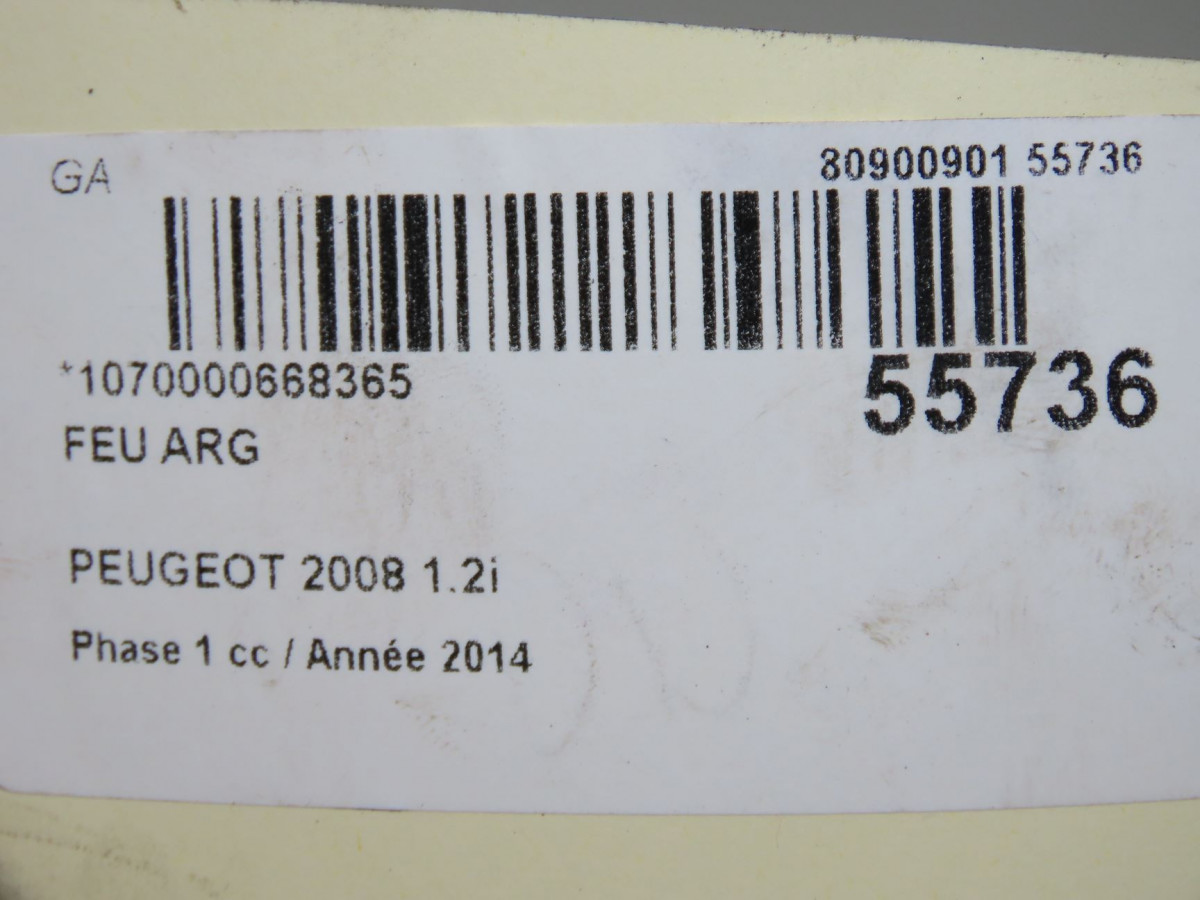 GA
80900901 55736
*1070000668365
55736
FEU ARG
PEUGEOT 2008 1.2i
Phase 1 cc / Année 2014